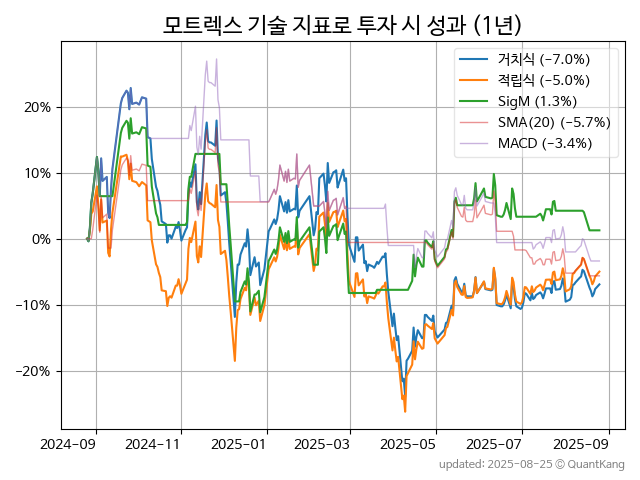 모트렉스 기술 지표로 투자 시 성과 (1년)
거치식 (−7.0%)
적립식 (−5.0%)
SigM (1.3%)
SMA(20) (−5.7%)
MACD (−3.4%)
20%
10%
0%
−10%
−20%
2024-09
2024-11
2025-01
2025-03
2025-05
2025-07
2025-09
updated: 2025-08-25 © QuantKang